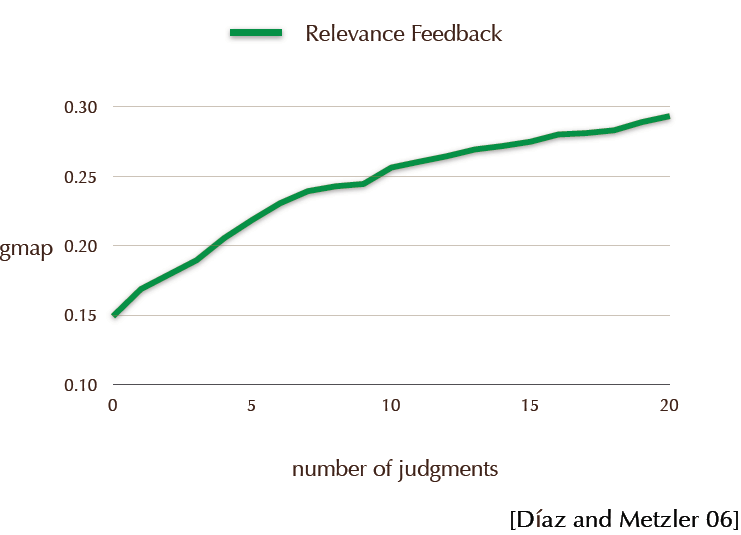 Relevance Feedback
0.30
0.25
gmap 0.20
0.15
0.10
0 5 10 15 20
number of judgments
[Díaz and Metzler 06]